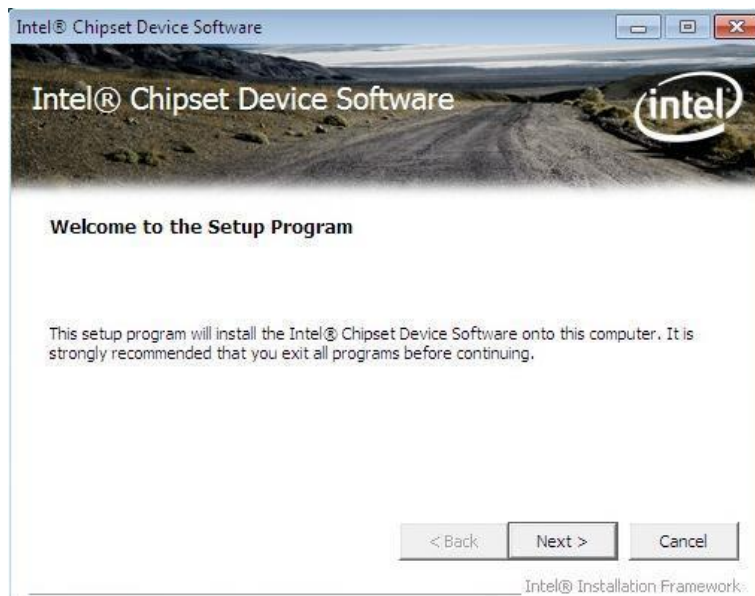 Intel® Chipset Device Software
Intel® Chipset Device Software
intel
Welcome to the Setup Program
This setup program will install the Intel® Chipset Device Software onto this computer. It is
strongly recommended that you exit all programs before continuing.
< Back Next > Cancel
Intel® Installation Framework